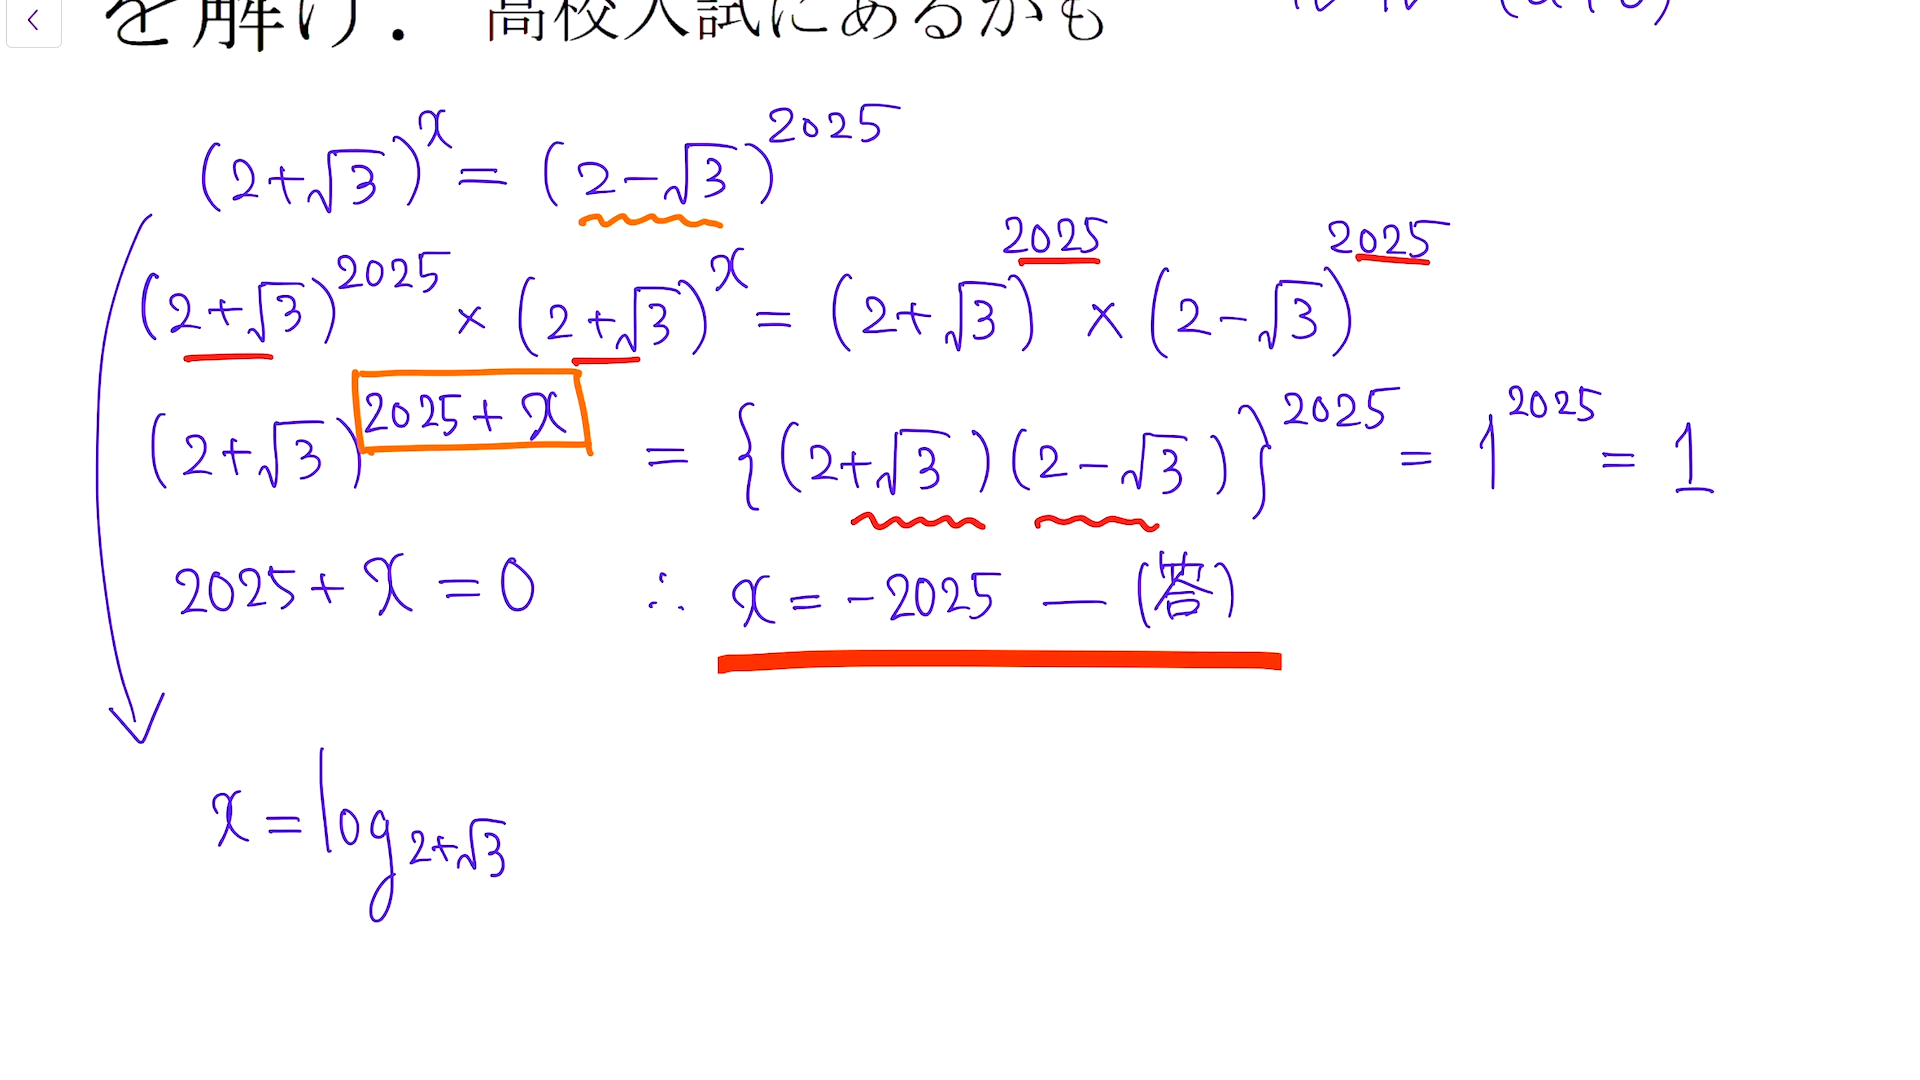 を解け. 高校入試にあるかも
(2+√3)^x = (2-√3)^2025
(2+√3)^2025 × (2+√3)^x = (2+√3)^2025 × (2-√3)^2025
(2+√3)^2025+x = {(2+√3)(2-√3)}^2025 = 1^2025 = 1
2025+x=0 ∴ x=-2025 ―(答)
x=log_2+√3